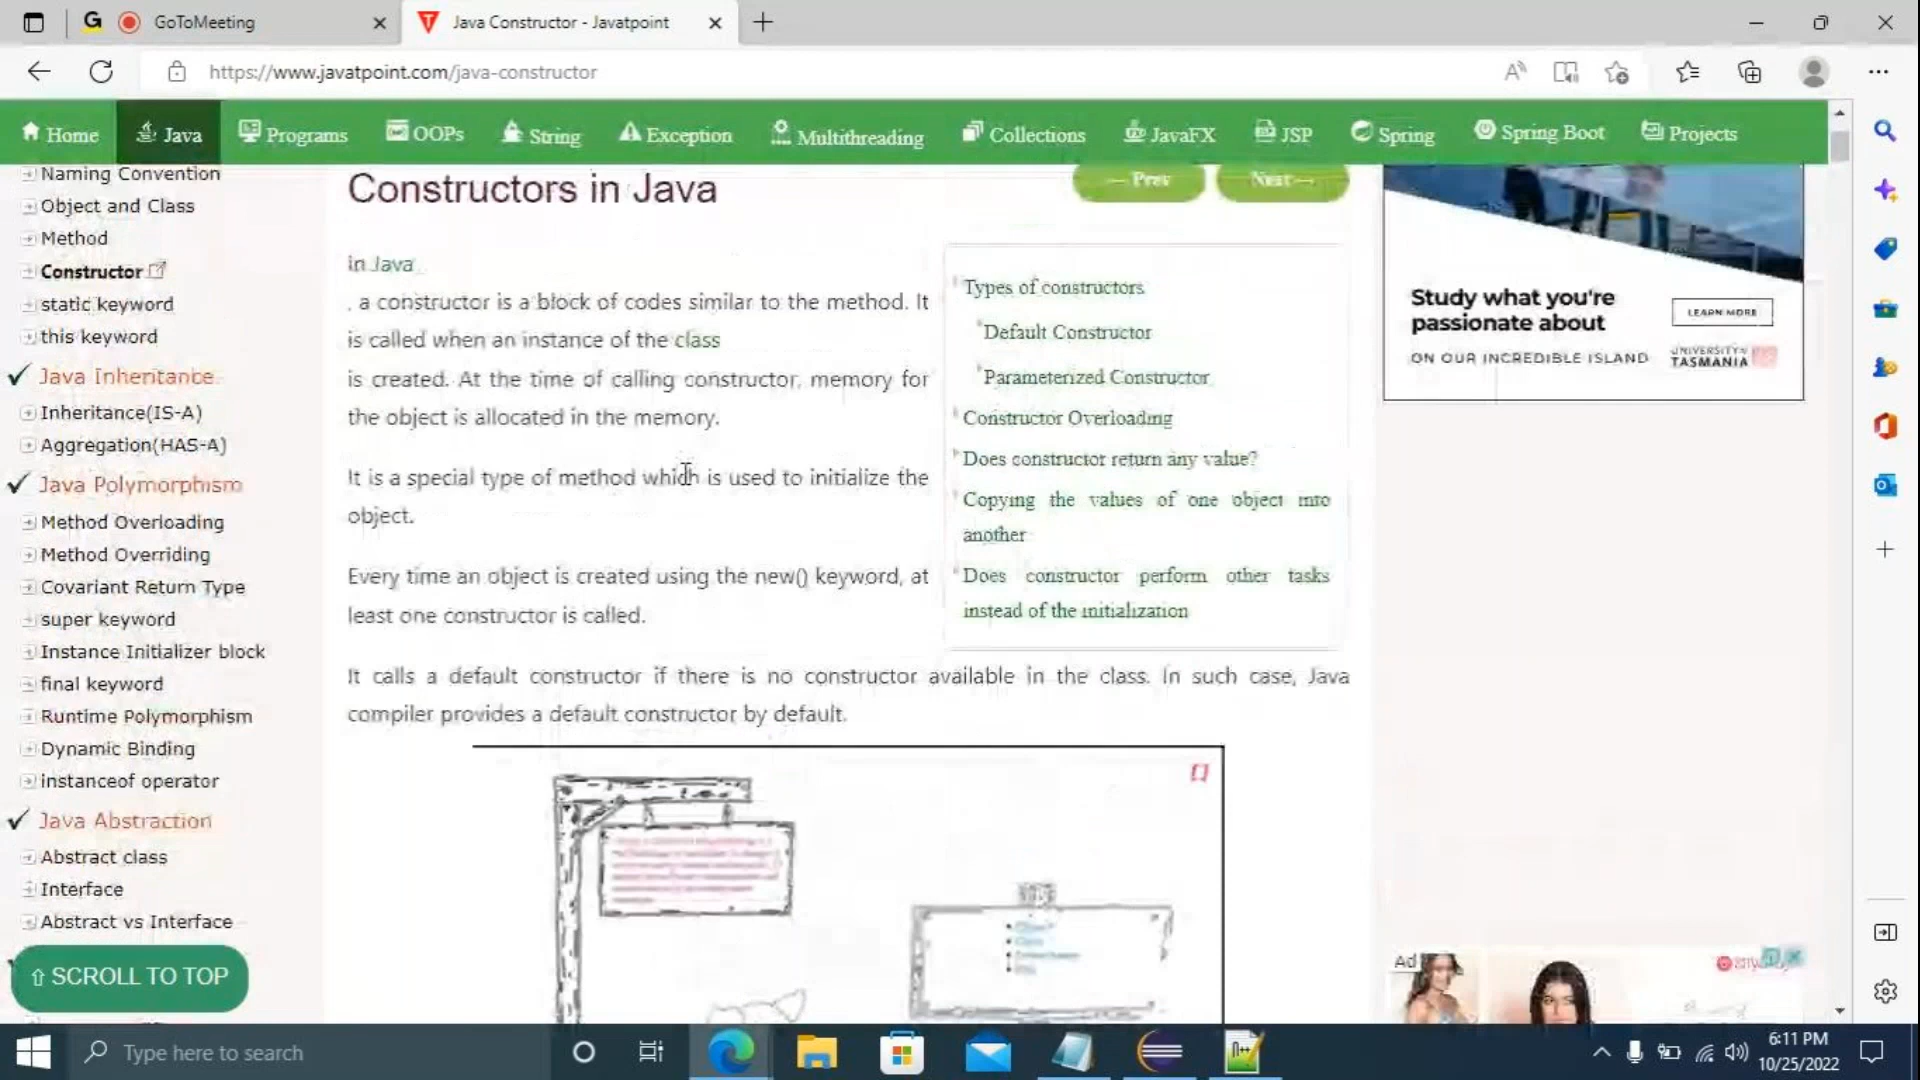 GoToMeeting
Java Constructor - Javatpoint
https://www.javatpoint.com/java-constructor
Home
Java
Programs
OOPs
String
Exception
Multithreading
Collections
JavaFX
JSP
Spring
Spring Boot
Projects
Naming Convention
Object and Class
Method
Constructor
static keyword
this keyword
Java Inheritance
Inheritance(IS-A)
Aggregation(HAS-A)
Java Polymorphism
Method Overloading
Method Overriding
Covariant Return Type
super keyword
Instance Initializer block
final keyword
Runtime Polymorphism
Dynamic Binding
instanceof operator
Java Abstraction
Abstract class
Interface
Abstract vs Interface
⇧ SCROLL TO TOP
Constructors in Java
← Prev
Next →
In Java
, a constructor is a block of codes similar to the method. It
is called when an instance of the class
is created. At the time of calling constructor, memory for
the object is allocated in the memory.
It is a special type of method which is used to initialize the
object.
Every time an object is created using the new() keyword, at
least one constructor is called.
It calls a default constructor if there is no constructor available in the class. In such case, Java
compiler provides a default constructor by default.
Types of constructors
Default Constructor
Parameterized Constructor
Constructor Overloading
Does constructor return any value?
Copying the values of one object into
another
Does constructor perform other tasks
instead of the initialization
Study what you're
passionate about
LEARN MORE
ON OUR INCREDIBLE ISLAND
UNIVERSITY of
TASMANIA
Ad
Type here to search
6:11 PM
10/25/2022